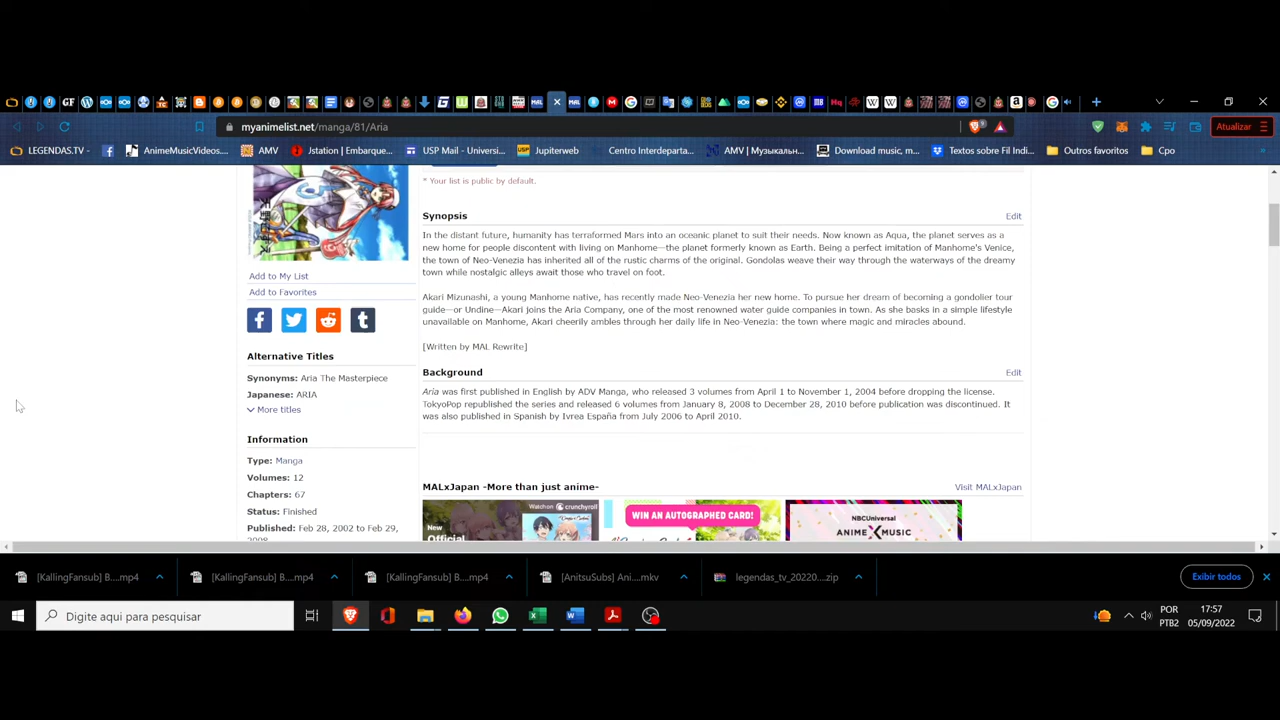 myanimelist.net/manga/81/Aria
Atualizar
LEGENDAS.TV -
AnimeMusicVideos...
AMV
Jstation | Embarque...
USP Mail - Universi...
Jupiterweb
Centro Interdeparta...
AMV | Музыкальн...
Download music, m...
Textos sobre Fil Indi...
Outros favoritos
Cpo
* Your list is public by default.
Synopsis
Edit
In the distant future, humanity has terraformed Mars into an oceanic planet to suit their needs. Now known as Aqua, the planet serves as a
new home for people discontent with living on Manhome—the planet formerly known as Earth. Being a perfect imitation of Manhome's Venice,
the town of Neo-Venezia has inherited all of the rustic charms of the original. Gondolas weave their way through the waterways of the dreamy
town while nostalgic alleys await those who travel on foot.
Akari Mizunashi, a young Manhome native, has recently made Neo-Venezia her new home. To pursue her dream of becoming a gondolier tour
guide—or Undine—Akari joins the Aria Company, one of the most renowned water guide companies in town. As she basks in a simple lifestyle
unavailable on Manhome, Akari cheerily ambles through her daily life in Neo-Venezia: the town where magic and miracles abound.
[Written by MAL Rewrite]
Background
Edit
Aria was first published in English by ADV Manga, who released 3 volumes from April 1 to November 1, 2004 before dropping the license.
TokyoPop republished the series and released 6 volumes from January 8, 2008 to December 28, 2010 before publication was discontinued. It
was also published in Spanish by Ivrea España from July 2006 to April 2010.
Add to My List
Add to Favorites
Alternative Titles
Synonyms: Aria The Masterpiece
Japanese: ARIA
More titles
Information
Type: Manga
Volumes: 12
Chapters: 67
Status: Finished
Published: Feb 28, 2002 to Feb 29,
2008
MALxJapan -More than just anime-
Visit MALxJapan
Watch on crunchyroll
New
Official
WIN AN AUTOGRAPHED CARD!
NBCUniversal
ANIME X MUSIC
[KallingFansub] B....mp4
[KallingFansub] B....mp4
[KallingFansub] B....mp4
[AnitsuSubs] Ani....mkv
legendas_tv_20220....zip
Exibir todos
Digite aqui para pesquisar
POR
PTB2
17:57
05/09/2022